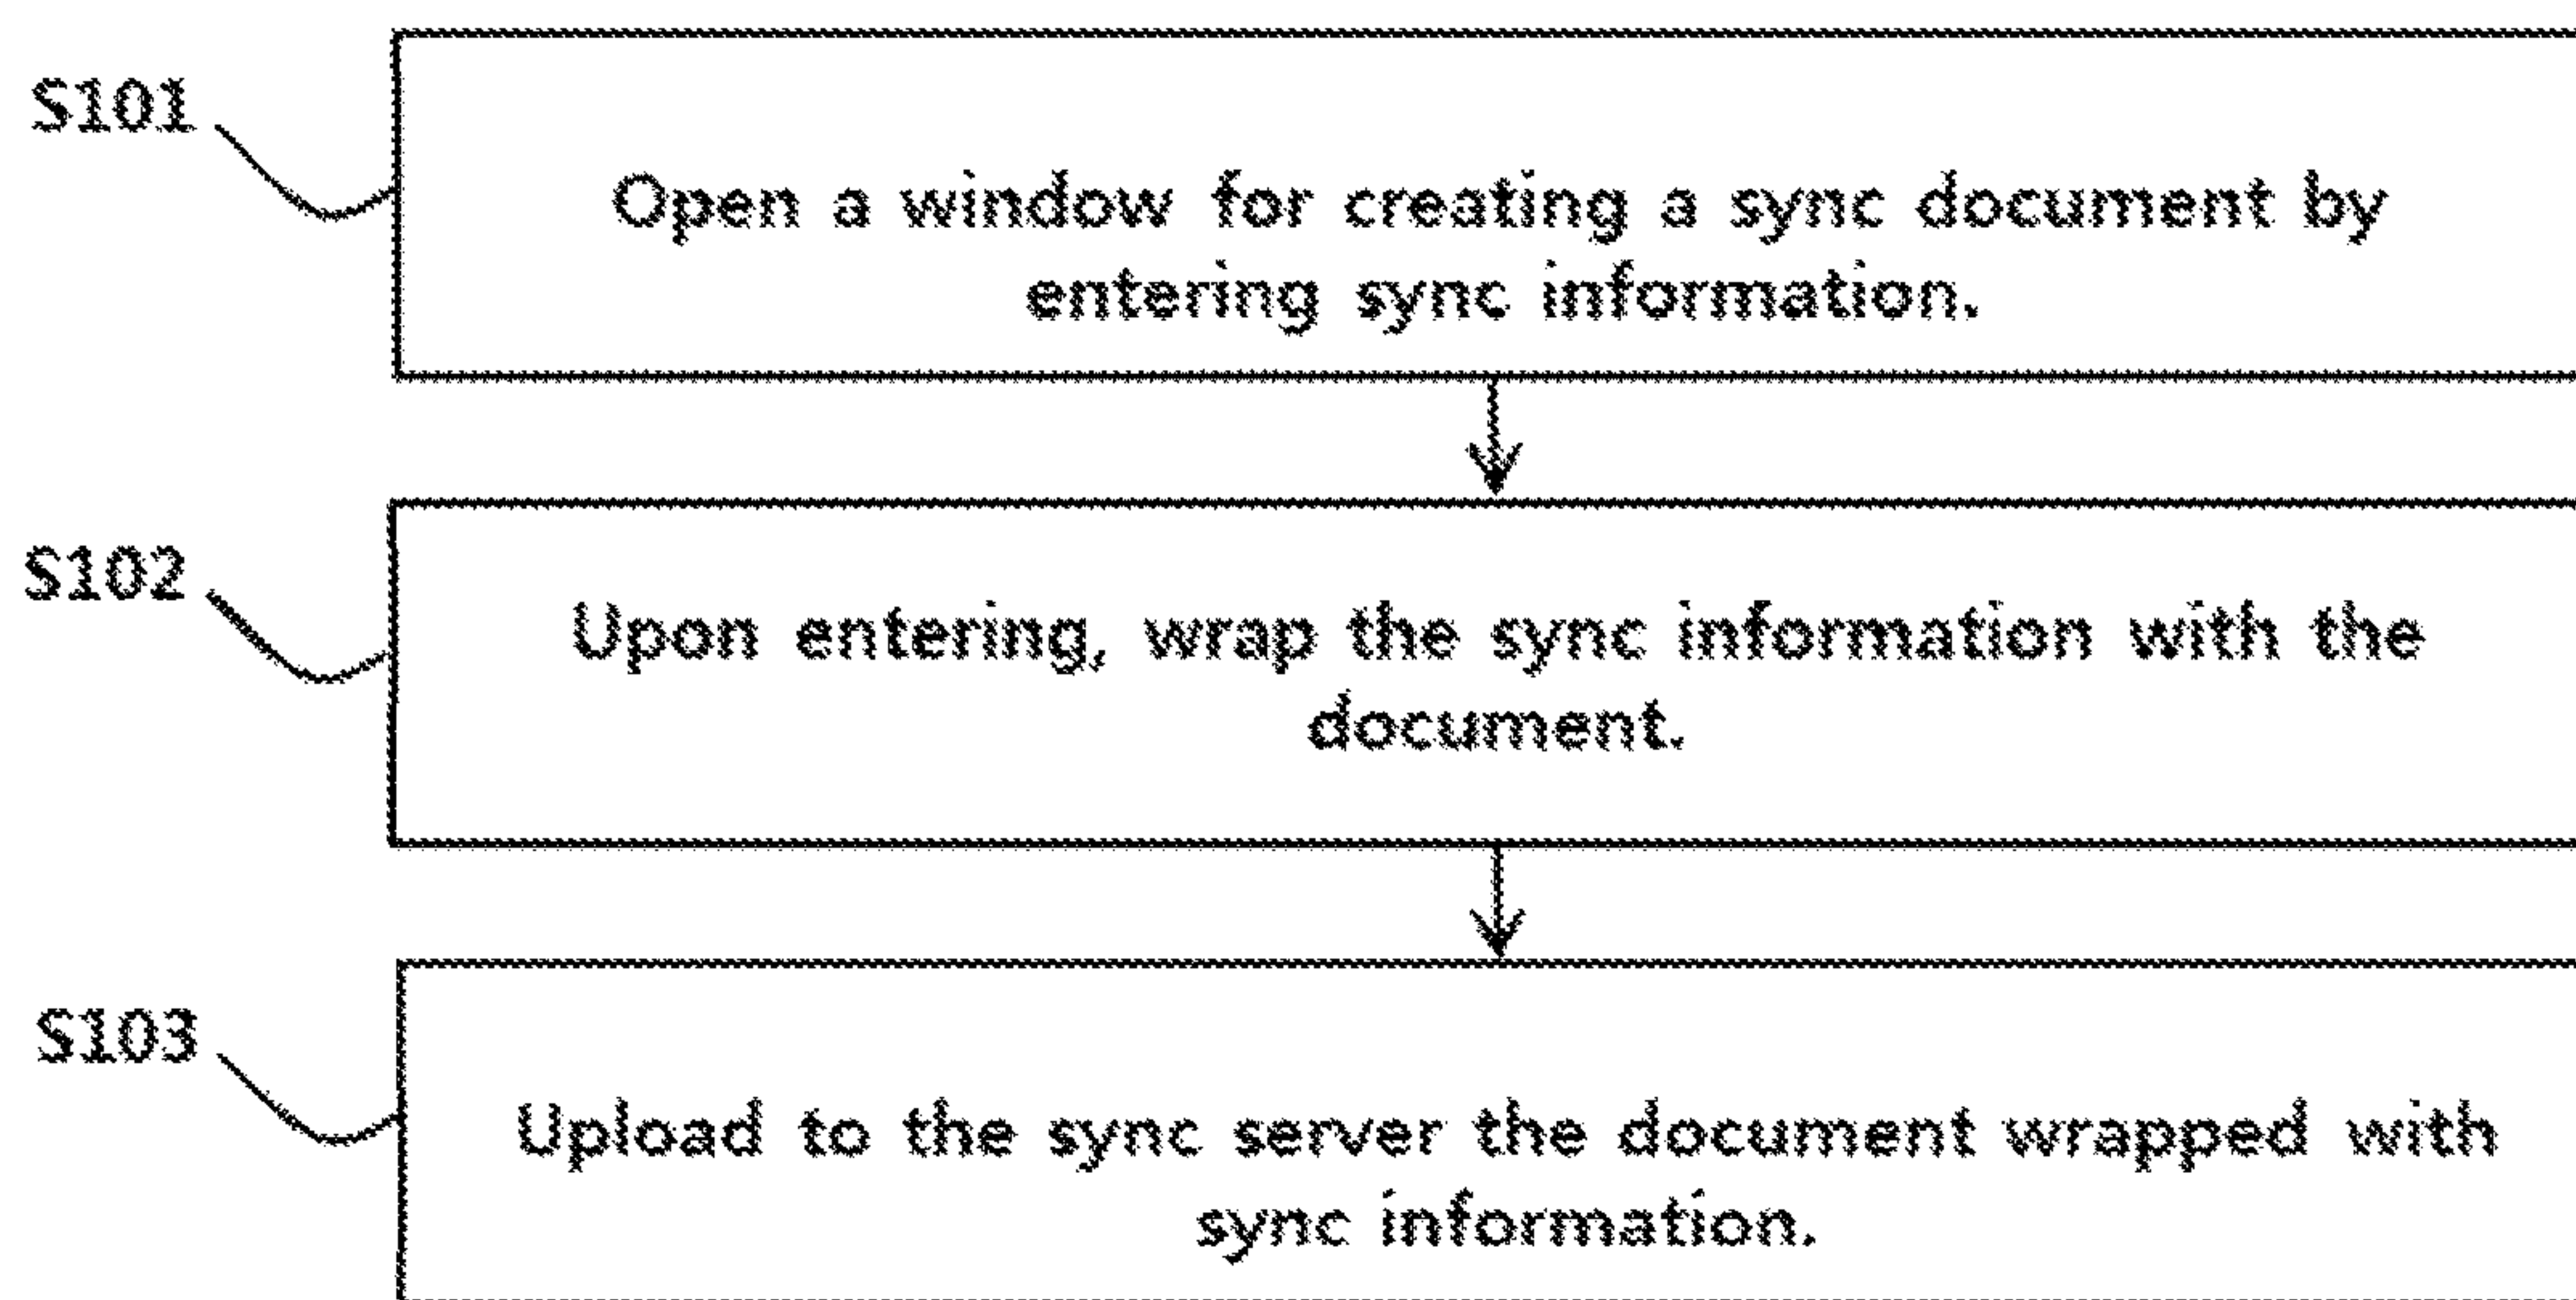 S101
Open a window for creating a sync document by
entering sync information.
S102
Upon entering, wrap the sync information with the
document.
S103
Upload to the sync server the document wrapped with
sync information.